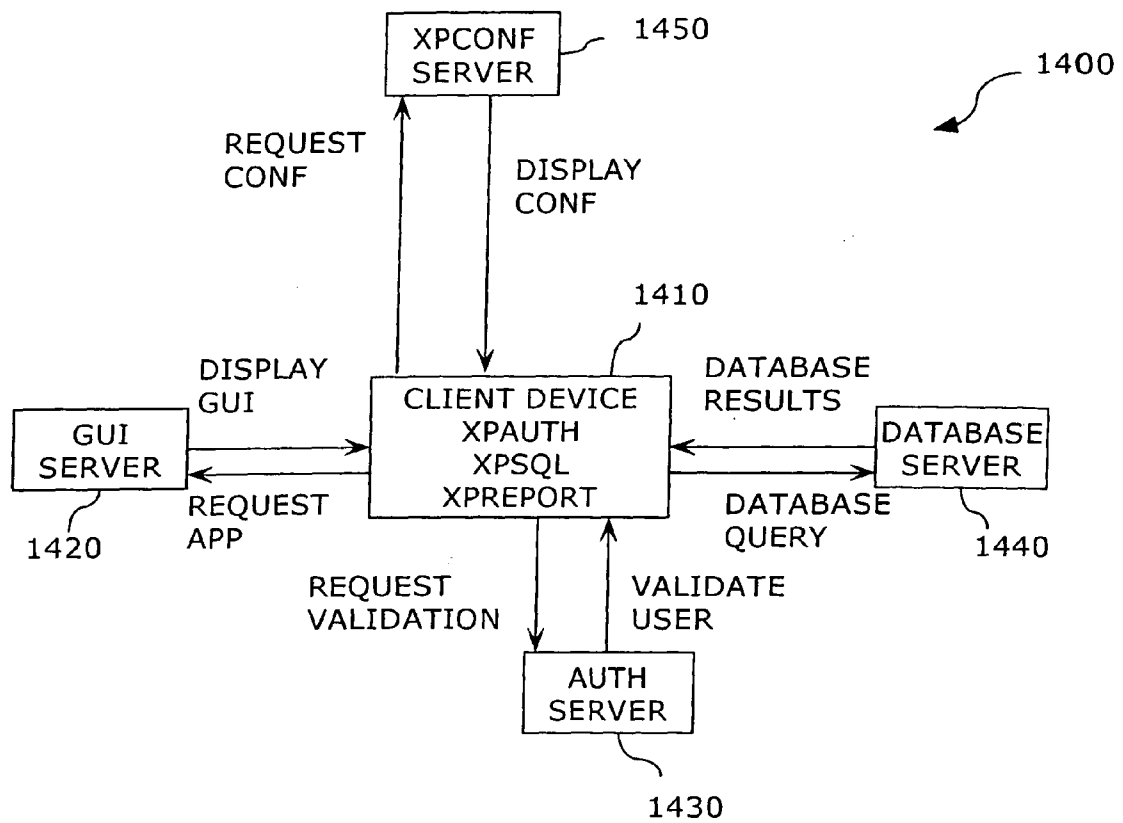 XPCONF
SERVER
1450
1400
REQUEST
CONF
DISPLAY
CONF
1410
DISPLAY
GUI
DATABASE
RESULTS
GUI
SERVER
CLIENT DEVICE
XPAUTH
XPSQL
XPREPORT
DATABASE
SERVER
REQUEST
APP
1420
DATABASE
QUERY
1440
REQUEST
VALIDATION
VALIDATE
USER
AUTH
SERVER
1430